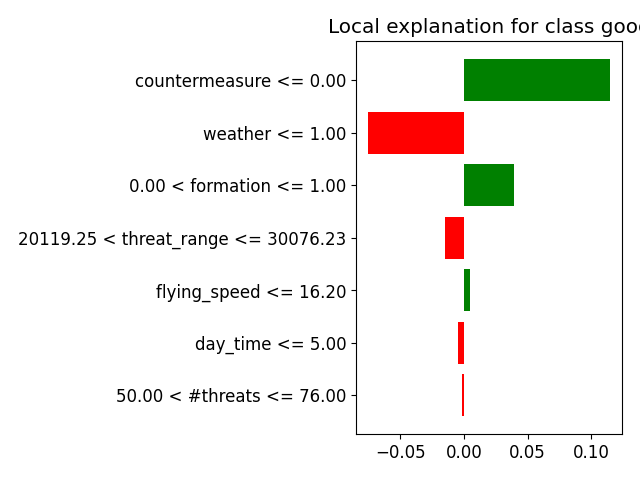 Local explanation for class good
countermeasure <= 0.00
weather <= 1.00
0.00 < formation <= 1.00
20119.25 < threat_range <= 30076.23
flying_speed <= 16.20
day_time <= 5.00
50.00 < #threats <= 76.00
−0.05 0.00 0.05 0.10